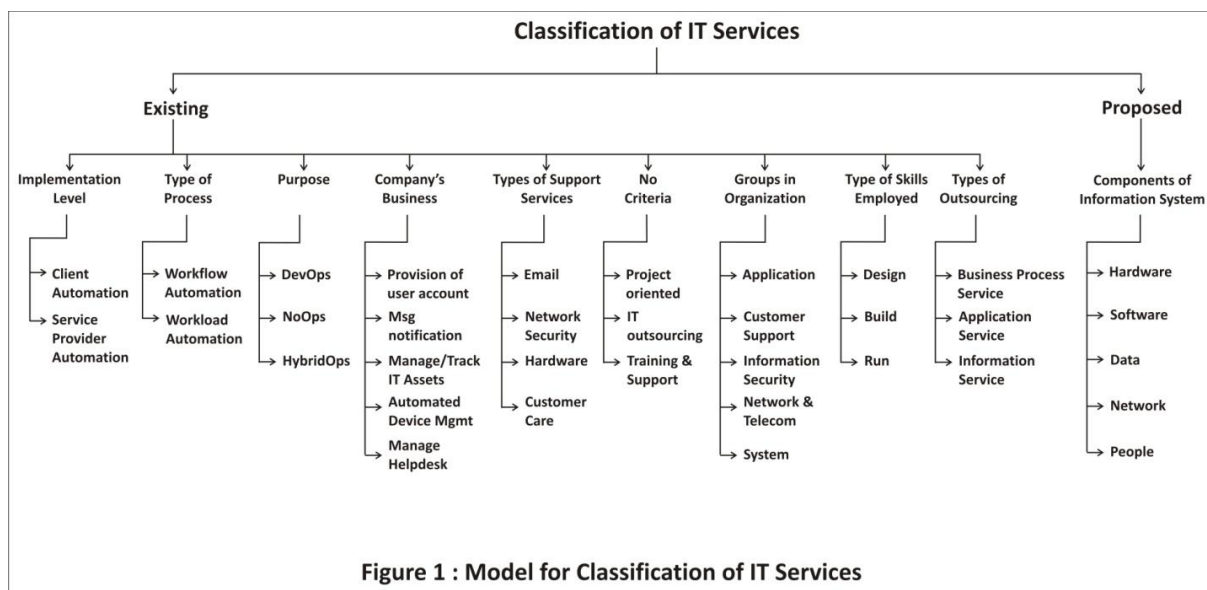 Classification of IT Services
Existing
Proposed
Implementation
Level
Client
Automation
Service
Provider
Automation
Type of
Process
Workflow
Automation
Workload
Automation
Purpose
DevOps
NoOps
HybridOps
Company's
Business
Provision of
user account
Msg
notification
Manage/Track
IT Assets
Automated
Device Mgmt
Manage
Helpdesk
Types of Support
Services
Email
Network
Security
Hardware
Customer
Care
No
Criteria
Project
oriented
IT
outsourcing
Training &
Support
Groups in
Organization
Application
Customer
Support
Information
Security
Network &
Telecom
System
Type of Skills
Employed
Design
Build
Run
Types of
Outsourcing
Business Process
Service
Application
Service
Information
Service
Components of
Information System
Hardware
Software
Data
Network
People
Figure 1 : Model for Classification of IT Services